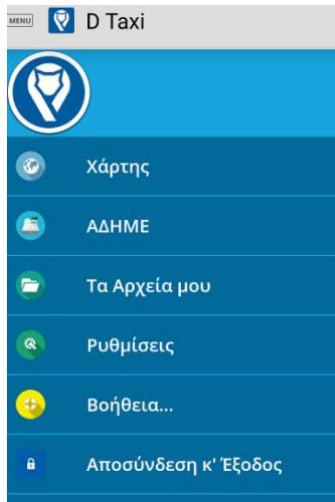 MENU
D Taxi
Χάρτης
ΑΔΗΜΕ
Τα Αρχεία μου
Ρυθμίσεις
Βοήθεια...
Αποσύνδεση κ' Έξοδος